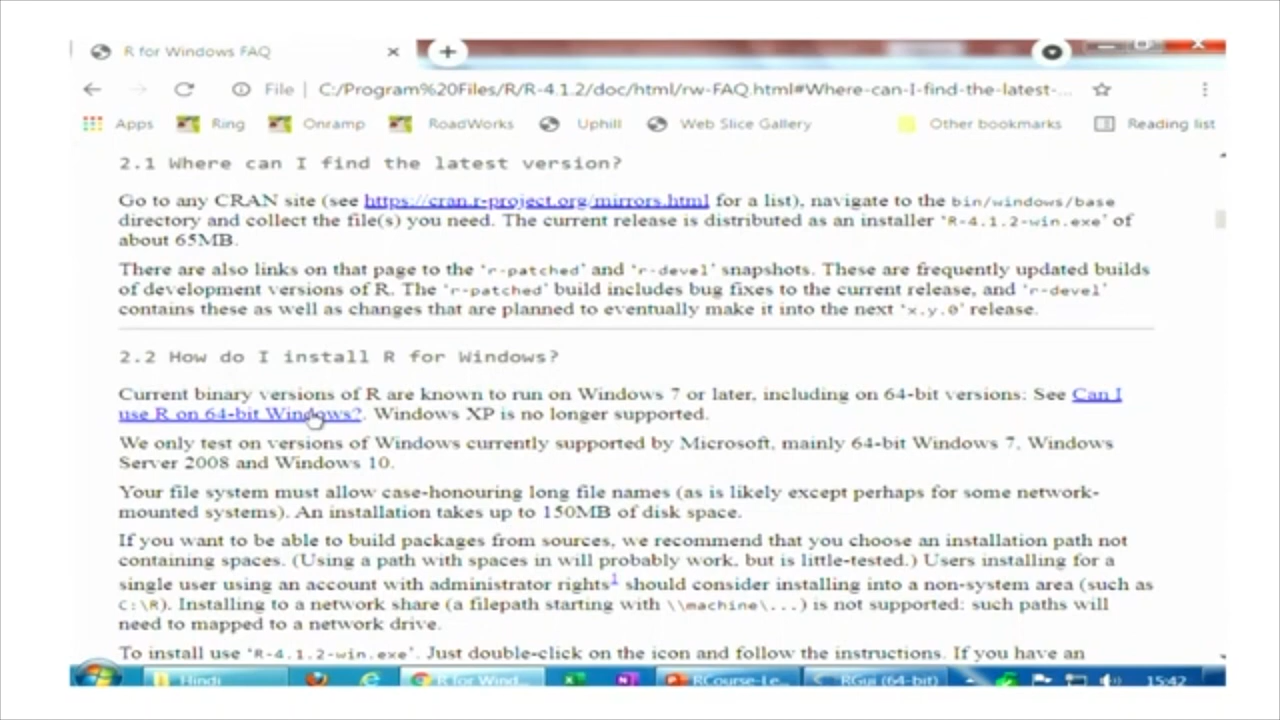 R for Windows FAQ
File | C:/Program%20Files/R/R-4.1.2/doc/html/rw-FAQ.html#Where-can-I-find-the-latest-...
Apps Ring Onramp RoadWorks Uphill Web Slice Gallery Other bookmarks Reading list
2.1 Where can I find the latest version?
Go to any CRAN site (see https://cran.r-project.org/mirrors.html for a list), navigate to the bin/windows/base
directory and collect the file(s) you need. The current release is distributed as an installer ‘R-4.1.2-win.exe’ of
about 65MB.
There are also links on that page to the ‘r-patched’ and ‘r-devel’ snapshots. These are frequently updated builds
of development versions of R. The ‘r-patched’ build includes bug fixes to the current release, and ‘r-devel’
contains these as well as changes that are planned to eventually make it into the next ‘x.y.0’ release.
2.2 How do I install R for Windows?
Current binary versions of R are known to run on Windows 7 or later, including on 64-bit versions: See Can I
use R on 64-bit Windows?. Windows XP is no longer supported.
We only test on versions of Windows currently supported by Microsoft, mainly 64-bit Windows 7, Windows
Server 2008 and Windows 10.
Your file system must allow case-honouring long file names (as is likely except perhaps for some network-
mounted systems). An installation takes up to 150MB of disk space.
If you want to be able to build packages from sources, we recommend that you choose an installation path not
containing spaces. (Using a path with spaces in will probably work, but is little-tested.) Users installing for a
single user using an account with administrator rights1 should consider installing into a non-system area (such as
C:\R). Installing to a network share (a filepath starting with \\machine\...) is not supported: such paths will
need to mapped to a network drive.
To install use ‘R-4.1.2-win.exe’. Just double-click on the icon and follow the instructions. If you have an
Hindi R for Wind... RCourse-Le... RGui (64-bit) 15:42